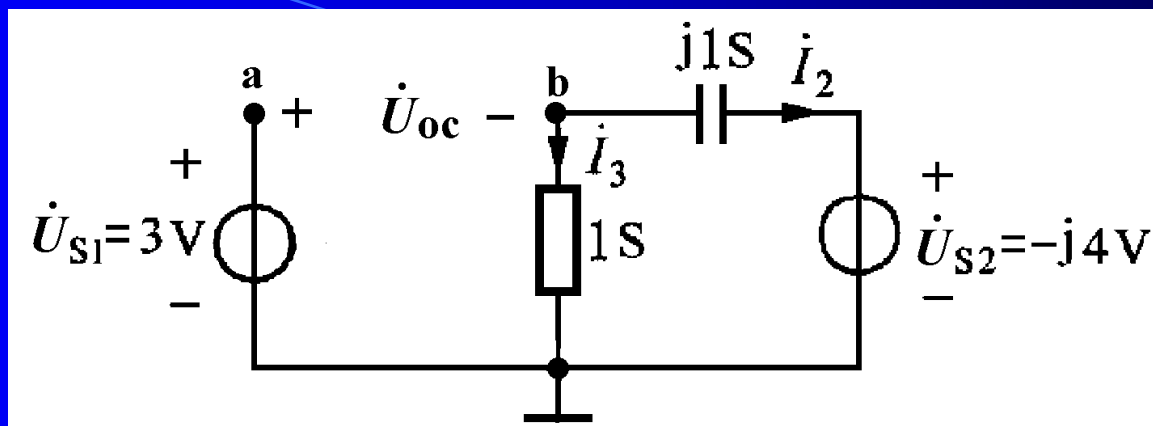 j1S
İ₂
a
+
U̇oc
−
b
İ₃
+
U̇S1=3V
−
1S
+
U̇S2=−j4V
−